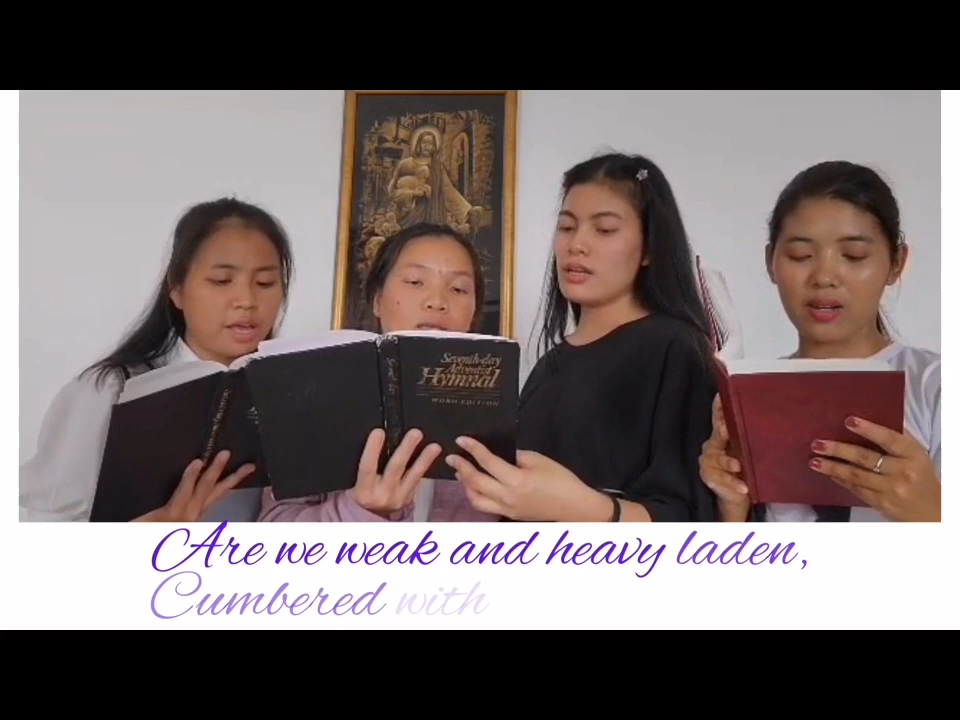 Seventh-day
Adventist
Hymnal
WORD EDITION
Are we weak and heavy laden,
Cumbered with